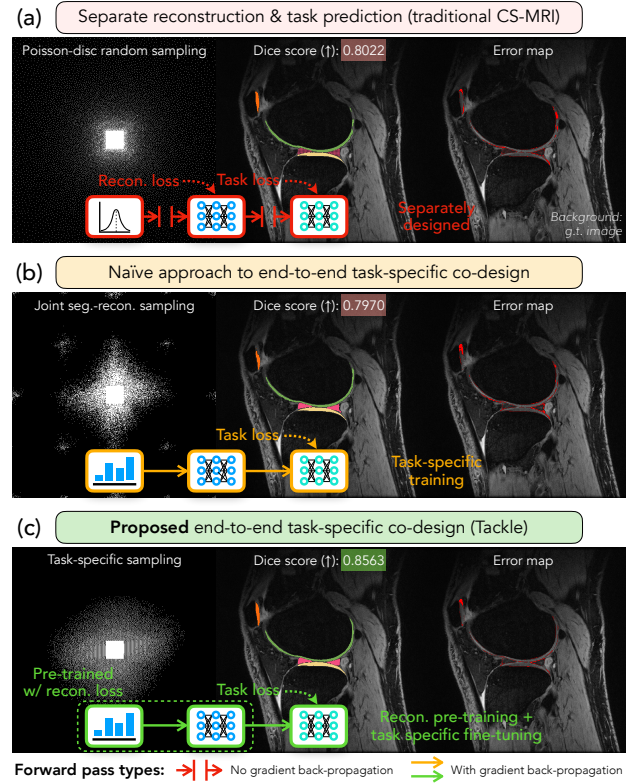 (a) Separate reconstruction & task prediction (traditional CS-MRI)
Poisson-disc random sampling
Dice score (↑): 0.8022
Error map
Recon. loss
Task loss
Separately
designed
Background:
g.t. image
(b) Naïve approach to end-to-end task-specific co-design
Joint seg.-recon. sampling
Dice score (↑): 0.7970
Error map
Task loss
Task-specific
training
(c) Proposed end-to-end task-specific co-design (Tackle)
Task-specific sampling
Dice score (↑): 0.8563
Error map
Pre-trained
w/ recon. loss
Task loss
Recon. pre-training +
task specific fine-tuning
Forward pass types: No gradient back-propagation With gradient back-propagation